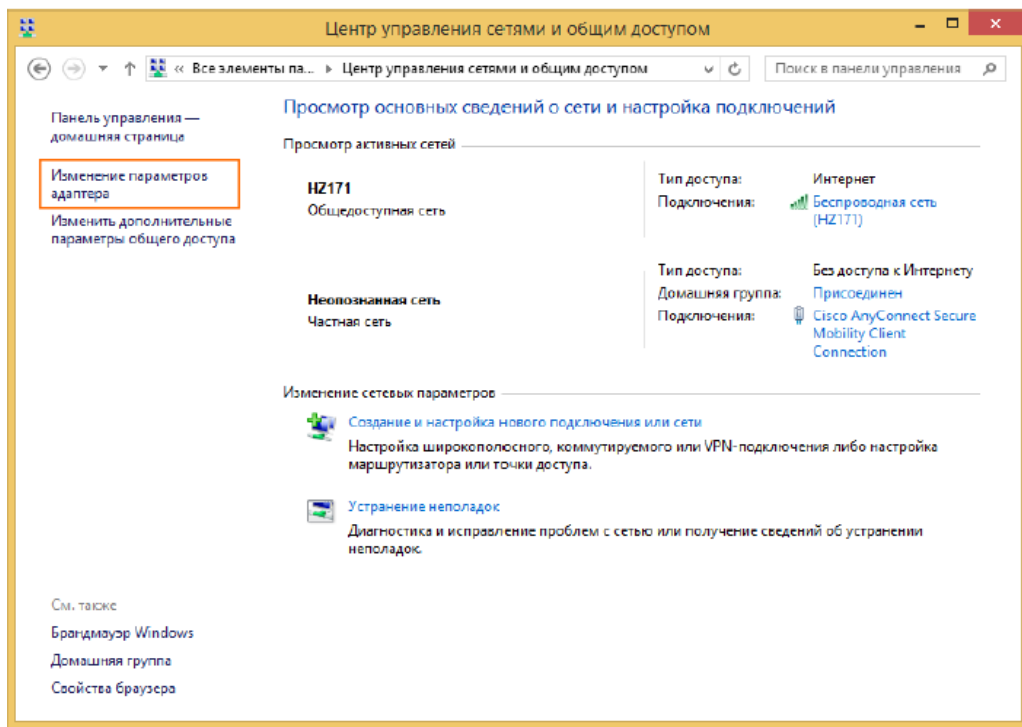 Центр управления сетями и общим доступом
« Все элементы па... ▸ Центр управления сетями и общим доступом
Поиск в панели управления
Панель управления —
домашняя страница
Изменение параметров
адаптера
Изменить дополнительные
параметры общего доступа
Просмотр основных сведений о сети и настройка подключений
Просмотр активных сетей
HZ171
Общедоступная сеть
Тип доступа: Интернет
Подключения: Беспроводная сеть
(HZ171)
Неопознанная сеть
Частная сеть
Тип доступа: Без доступа к Интернету
Домашняя группа: Присоединен
Подключения: Cisco AnyConnect Secure
Mobility Client
Connection
Изменение сетевых параметров
Создание и настройка нового подключения или сети
Настройка широкополосного, коммутируемого или VPN-подключения либо настройка
маршрутизатора или точки доступа.
Устранение неполадок
Диагностика и исправление проблем с сетью или получение сведений об устранении
неполадок.
См. также
Брандмауэр Windows
Домашняя группа
Свойства браузера